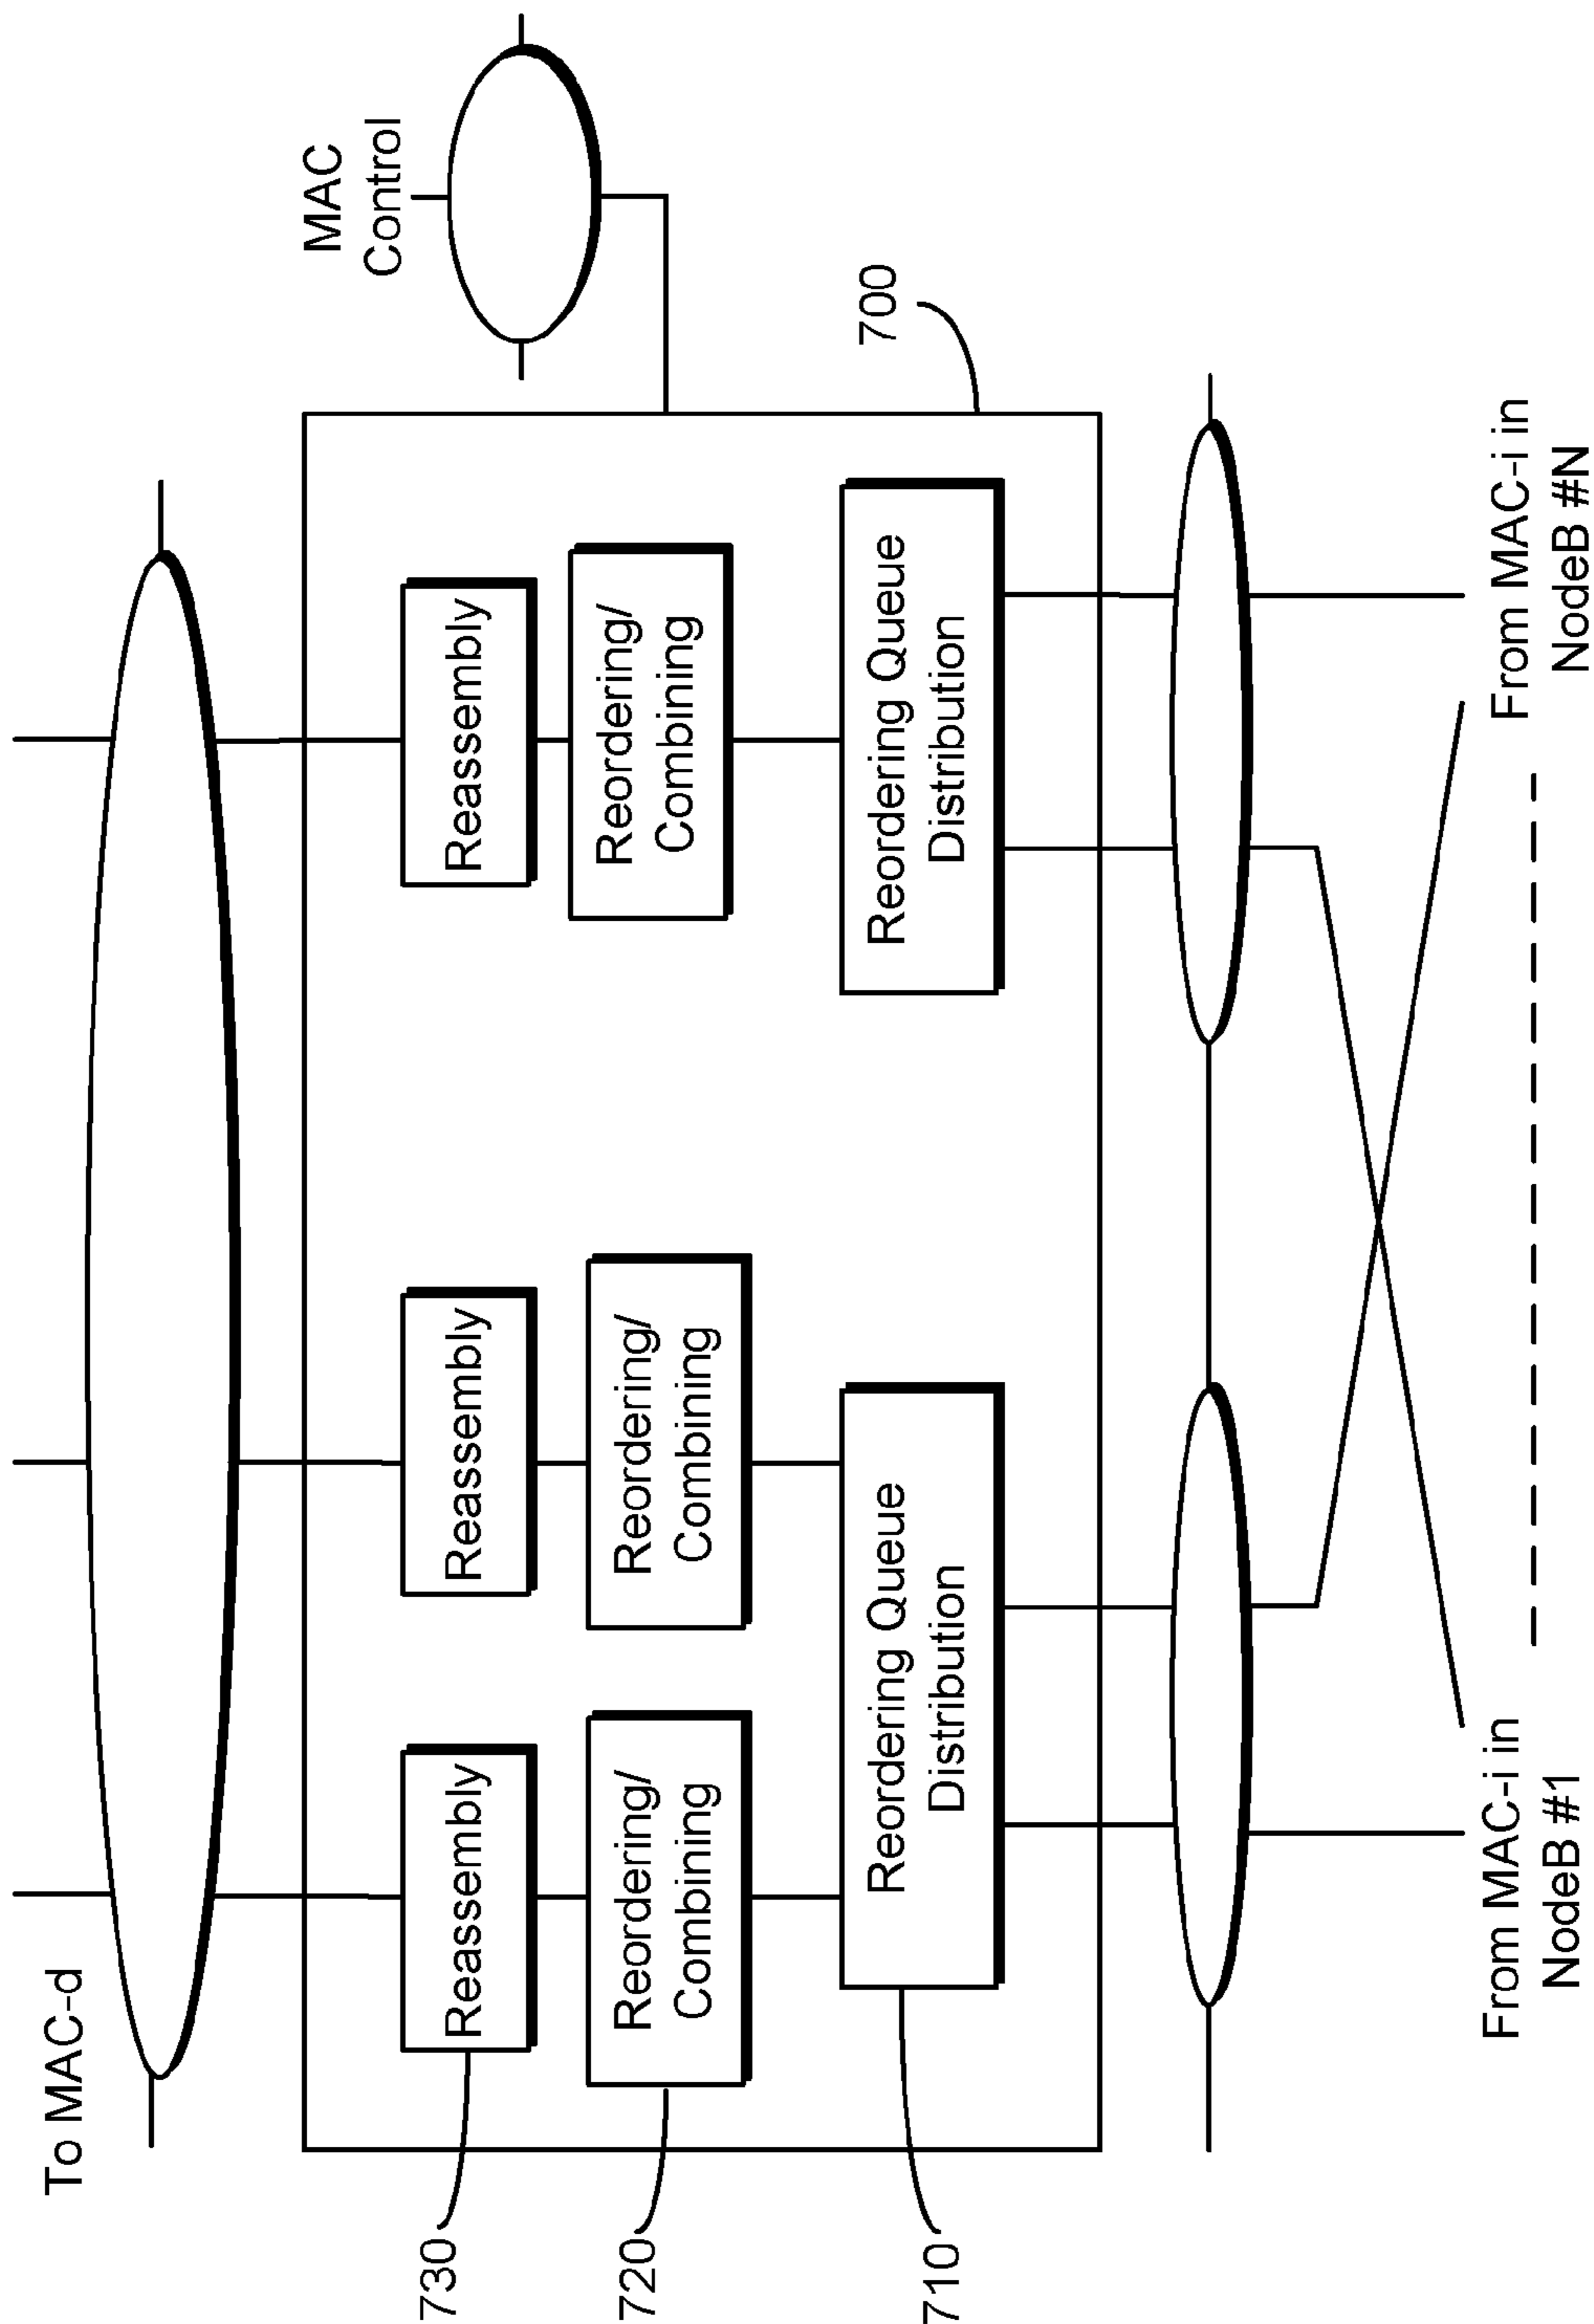 To MAC-d
MAC
Control
700
730
Reassembly
Reassembly
Reassembly
720
Reordering/
Combining
Reordering/
Combining
Reordering/
Combining
710
Reordering Queue
Distribution
Reordering Queue
Distribution
From MAC-i in
NodeB #1
From MAC-i in
NodeB #N